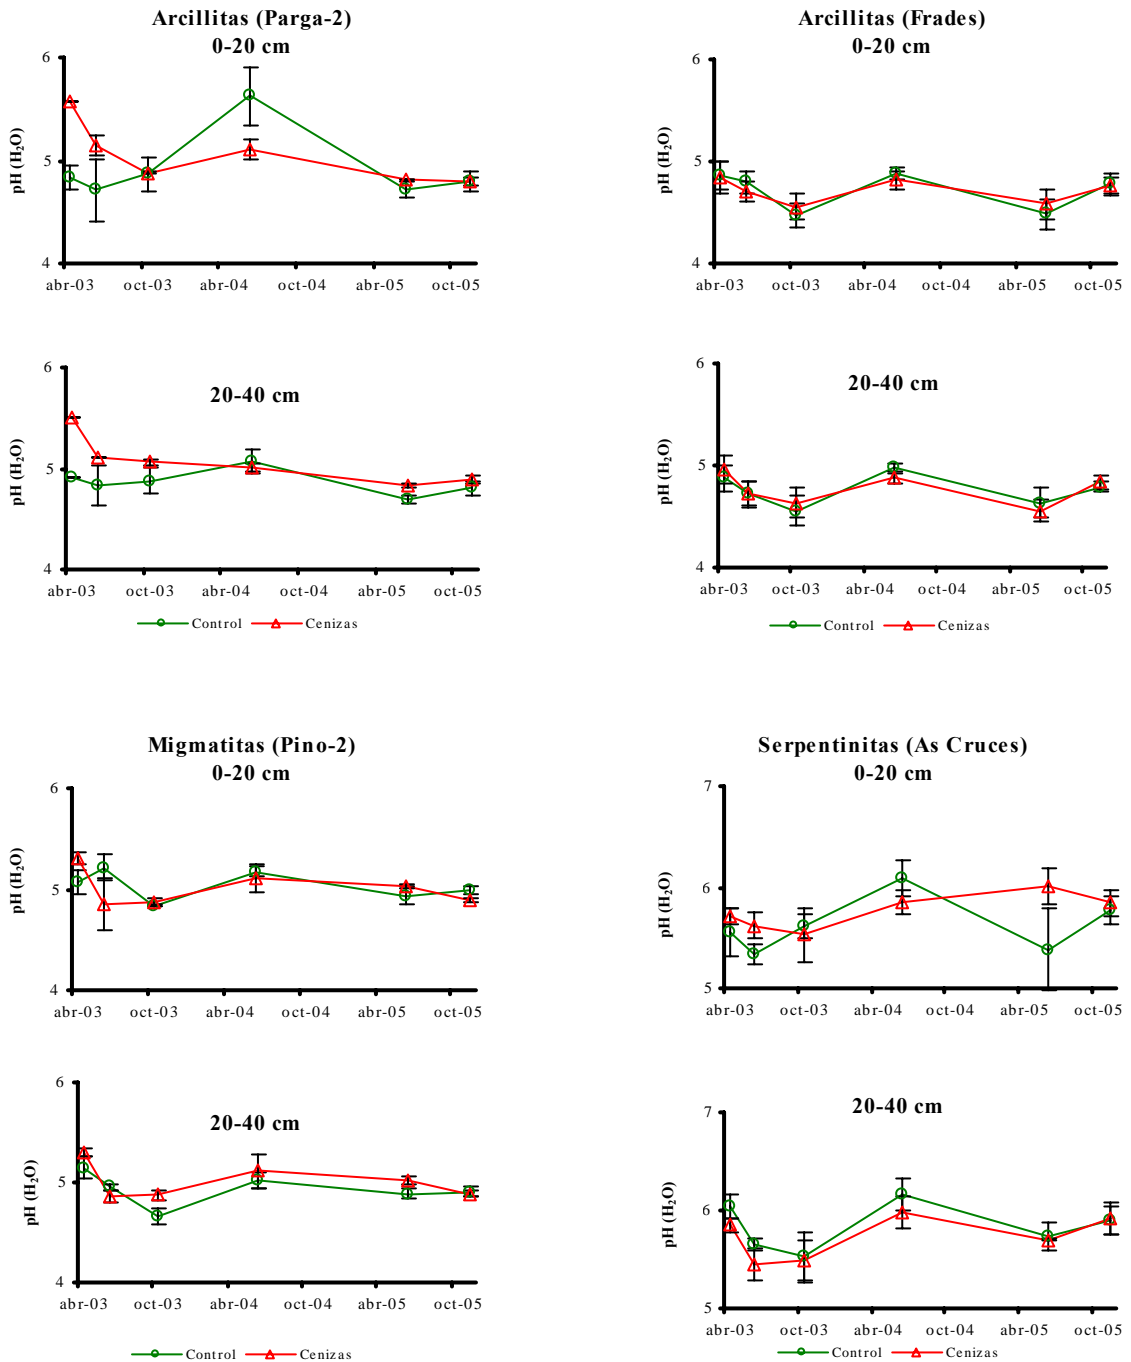 Arcillitas (Parga-2)
0-20 cm
6
5
4
pH (H₂O)
abr-03 oct-03 abr-04 oct-04 abr-05 oct-05
20-40 cm
6
5
4
pH (H₂O)
abr-03 oct-03 abr-04 oct-04 abr-05 oct-05
Control Cenizas
Arcillitas (Frades)
0-20 cm
6
5
4
pH (H₂O)
abr-03 oct-03 abr-04 oct-04 abr-05 oct-05
20-40 cm
6
5
4
pH (H₂O)
abr-03 oct-03 abr-04 oct-04 abr-05 oct-05
Control Cenizas
Migmatitas (Pino-2)
0-20 cm
6
5
4
pH (H₂O)
abr-03 oct-03 abr-04 oct-04 abr-05 oct-05
20-40 cm
6
5
4
pH (H₂O)
abr-03 oct-03 abr-04 oct-04 abr-05 oct-05
Control Cenizas
Serpentinitas (As Cruces)
0-20 cm
7
6
5
pH (H₂O)
abr-03 oct-03 abr-04 oct-04 abr-05 oct-05
20-40 cm
7
6
5
pH (H₂O)
abr-03 oct-03 abr-04 oct-04 abr-05 oct-05
Control Cenizas